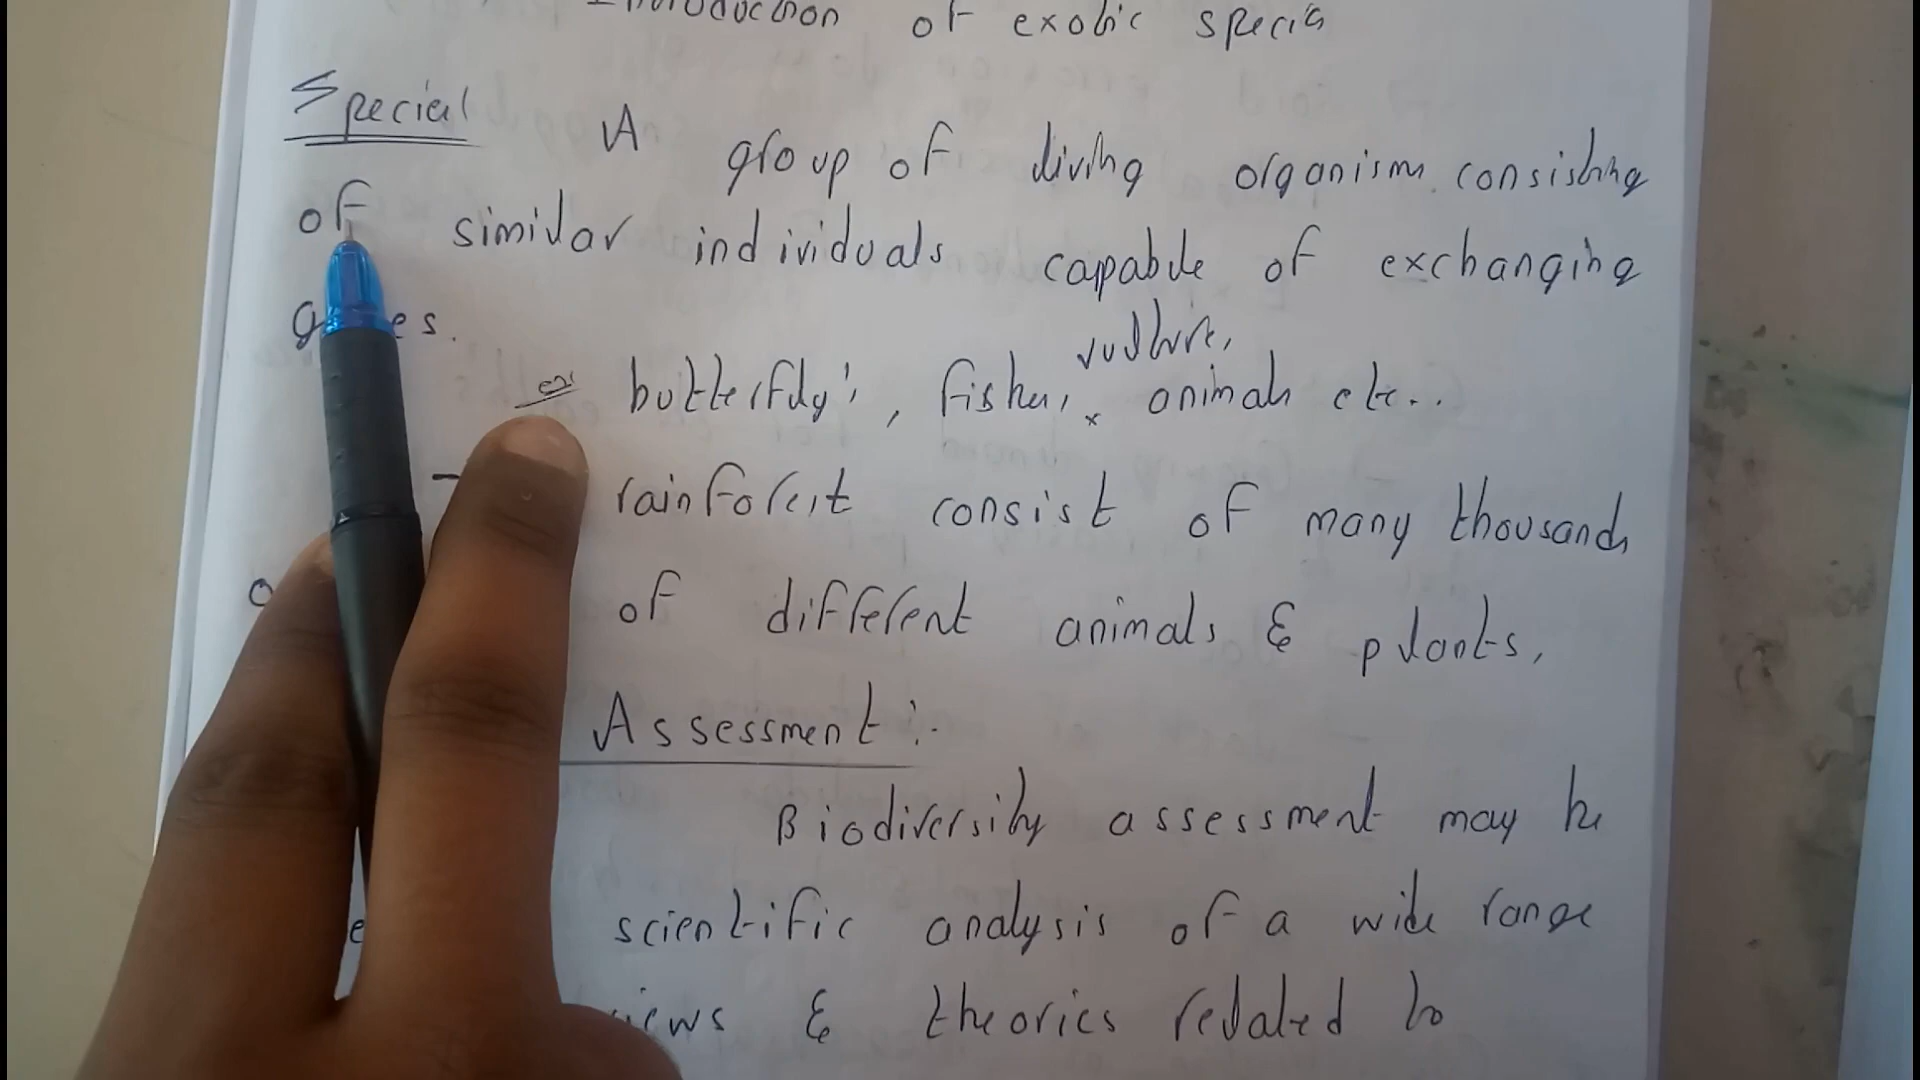 of exotic
Special A group of living organism consisting
of similar individuals capable of exchanging
vulture,
ex: butterfly's, fishes, animals etc..
rainforest consist of many thousands
of different animals & plants.
Assessment :-
Biodiversity assessment may be
scientific analysis of a wide range
& theories related to